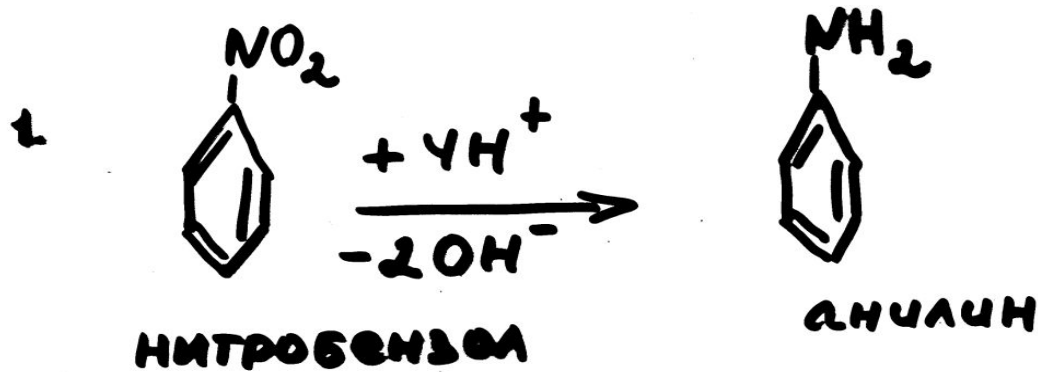 NO₂
NH₂
1
+ 4H⁺
- 2OH⁻
нитробензол
анилин